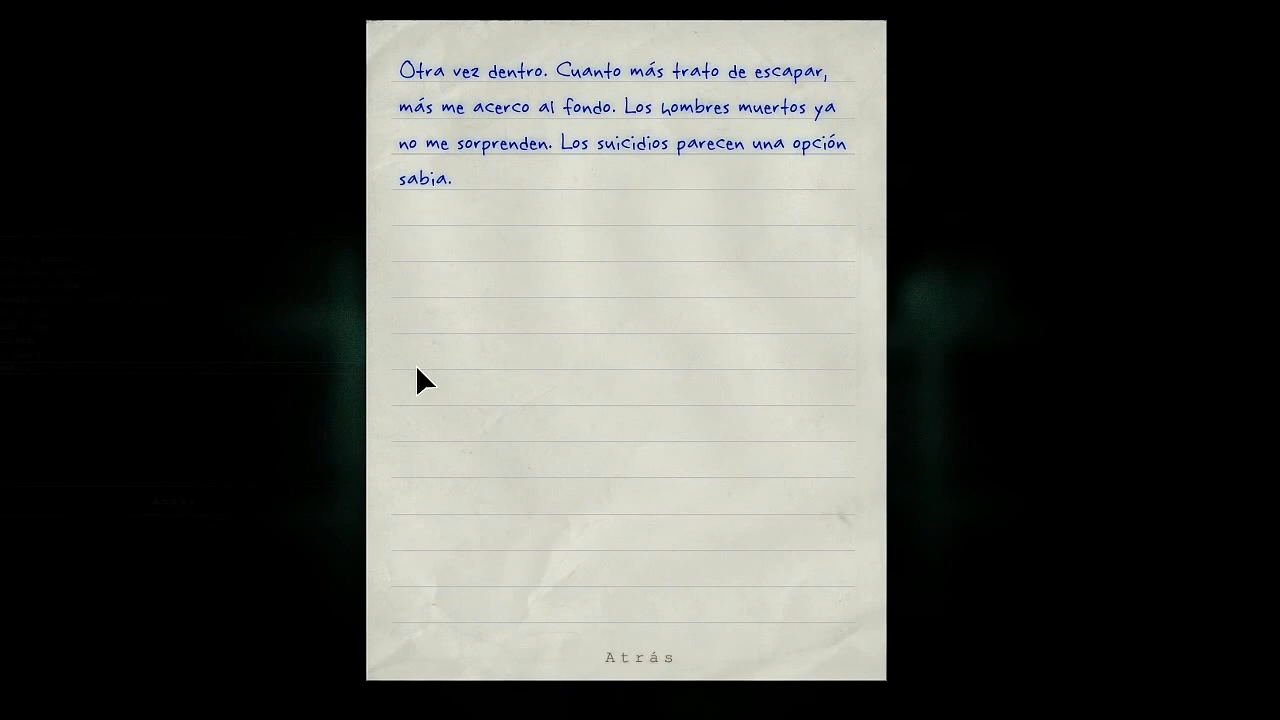 Otra vez dentro. Cuanto más trato de escapar,
más me acerco al fondo. Los hombres muertos ya
no me sorprenden. Los suicidios parecen una opción
sabia.
Atrás